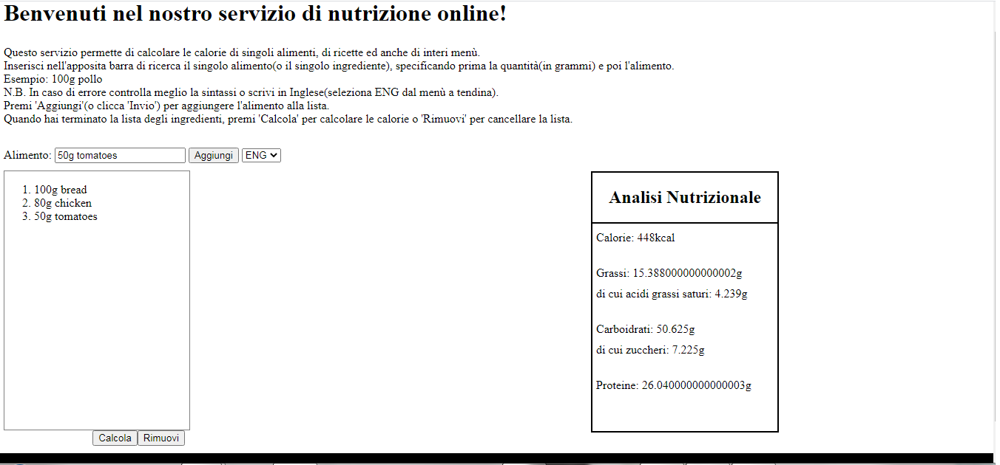 Benvenuti nel nostro servizio di nutrizione online!
Questo servizio permette di calcolare le calorie di singoli alimenti, di ricette ed anche di interi menù.
Inserisci nell'apposita barra di ricerca il singolo alimento(o il singolo ingrediente), specificando prima la quantità(in grammi) e poi l'alimento.
Esempio: 100g pollo
N.B. In caso di errore controlla meglio la sintassi o scrivi in Inglese(seleziona ENG dal menù a tendina).
Premi 'Aggiungi'(o clicca 'Invio') per aggiungere l'alimento alla lista.
Quando hai terminato la lista degli ingredienti, premi 'Calcola' per calcolare le calorie o 'Rimuovi' per cancellare la lista.
Alimento: 50g tomatoes Aggiungi ENG
1. 100g bread
2. 80g chicken
3. 50g tomatoes
Calcola Rimuovi
Analisi Nutrizionale
Calorie: 448kcal
Grassi: 15.388000000000002g
di cui acidi grassi saturi: 4.239g
Carboidrati: 50.625g
di cui zuccheri: 7.225g
Proteine: 26.040000000000003g